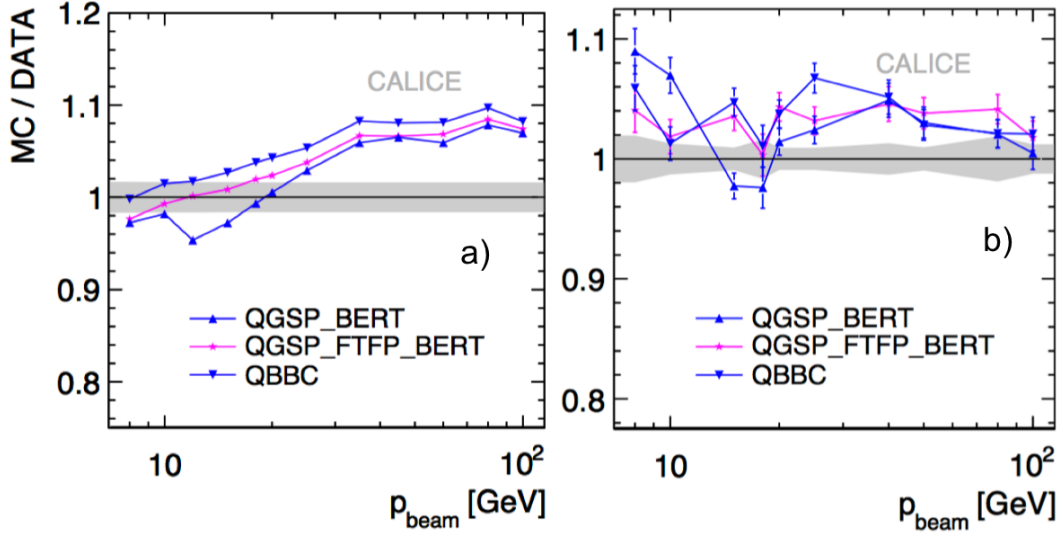 MC / DATA
1.2
1.1
1
0.9
0.8
CALICE
a)
QGSP_BERT
QGSP_FTFP_BERT
QBBC
10
10²
p_beam [GeV]
1.1
1
0.9
0.8
CALICE
b)
QGSP_BERT
QGSP_FTFP_BERT
QBBC
10
10²
p_beam [GeV]